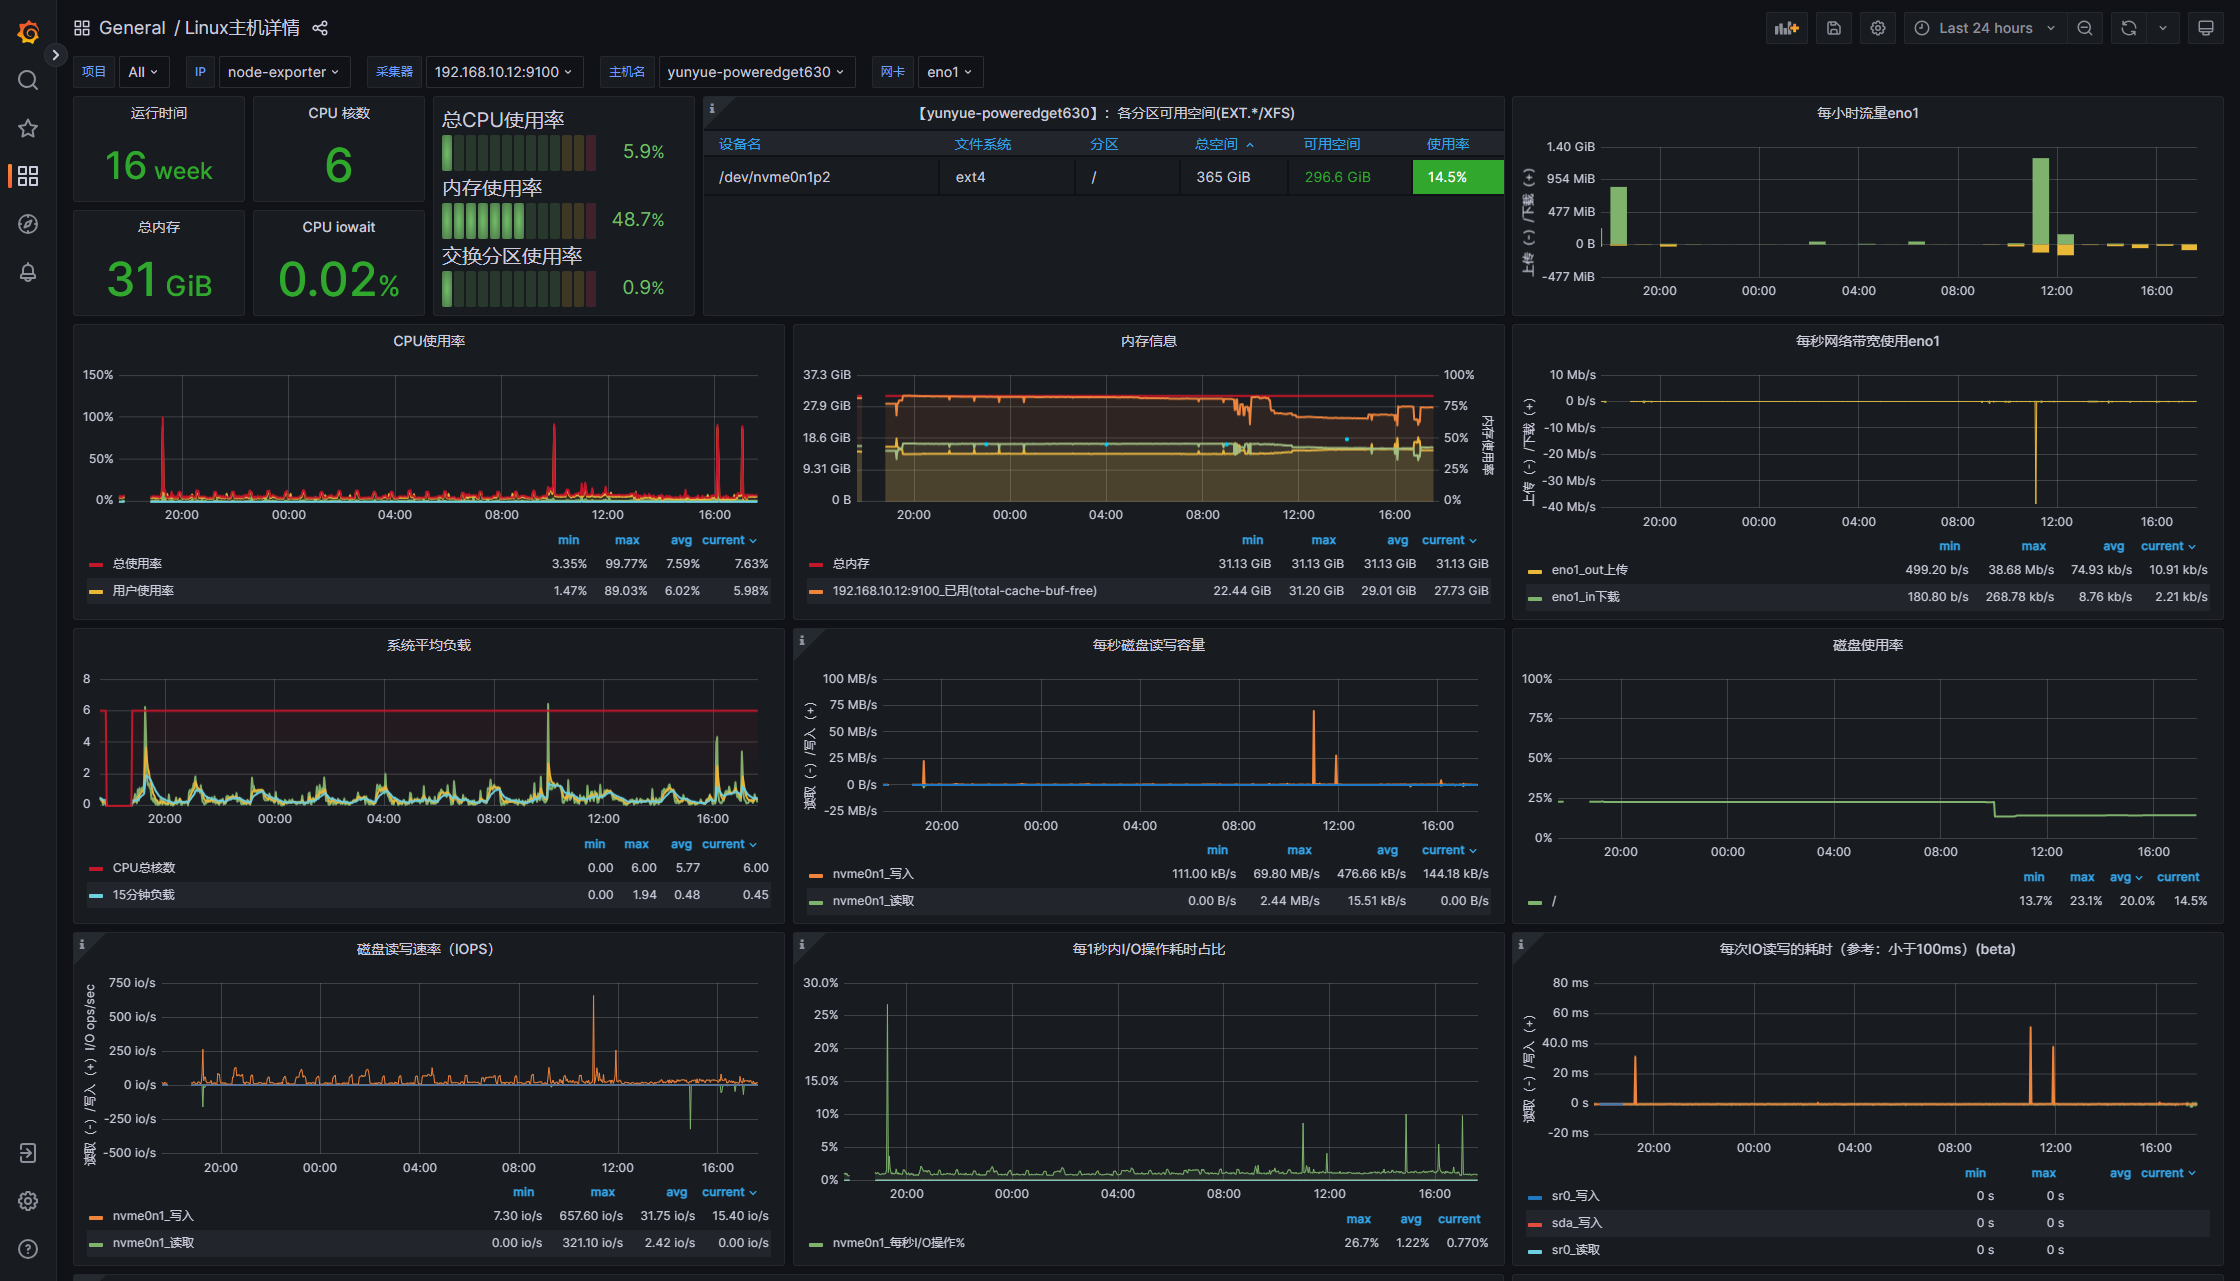 General / Linux主机详情
Last 24 hours
项目 All IP node-exporter 采集器 192.168.10.12:9100 主机名 yunyue-poweredget630 网卡 eno1
运行时间
16 week
CPU 核数
6
总内存
31 GiB
CPU iowait
0.02%
总CPU使用率
5.9%
内存使用率
48.7%
交换分区使用率
0.9%
【yunyue-poweredget630】：各分区可用空间(EXT.*/XFS)
设备名 文件系统 分区 总空间 可用空间 使用率
/dev/nvme0n1p2 ext4 / 365 GiB 296.6 GiB 14.5%
每小时流量eno1
上传（-）/下载（+）
1.40 GiB
954 MiB
477 MiB
0 B
-477 MiB
20:00 00:00 04:00 08:00 12:00 16:00
CPU使用率
150%
100%
50%
0%
20:00 00:00 04:00 08:00 12:00 16:00
min max avg current
总使用率 3.35% 99.77% 7.59% 7.63%
用户使用率 1.47% 89.03% 6.02% 5.98%
内存信息
37.3 GiB 100%
27.9 GiB 75%
18.6 GiB 50%
9.31 GiB 25%
0 B 0%
内存使用率
20:00 00:00 04:00 08:00 12:00 16:00
min max avg current
总内存 31.13 GiB 31.13 GiB 31.13 GiB 31.13 GiB
192.168.10.12:9100_已用(total-cache-buf-free) 22.44 GiB 31.20 GiB 29.01 GiB 27.73 GiB
每秒网络带宽使用eno1
上传（-）/下载（+）
10 Mb/s
0 b/s
-10 Mb/s
-20 Mb/s
-30 Mb/s
-40 Mb/s
20:00 00:00 04:00 08:00 12:00 16:00
min max avg current
eno1_out上传 499.20 b/s 38.68 Mb/s 74.93 kb/s 10.91 kb/s
eno1_in下载 180.80 b/s 268.78 kb/s 8.76 kb/s 2.21 kb/s
系统平均负载
8
6
4
2
0
20:00 00:00 04:00 08:00 12:00 16:00
min max avg current
CPU总核数 0.00 6.00 5.77 6.00
15分钟负载 0.00 1.94 0.48 0.45
每秒磁盘读写容量
读取（-）/写入（+）
100 MB/s
75 MB/s
50 MB/s
25 MB/s
0 B/s
-25 MB/s
20:00 00:00 04:00 08:00 12:00 16:00
min max avg current
nvme0n1_写入 111.00 kB/s 69.80 MB/s 476.66 kB/s 144.18 kB/s
nvme0n1_读取 0.00 B/s 2.44 MB/s 15.51 kB/s 0.00 B/s
磁盘使用率
100%
75%
50%
25%
0%
20:00 00:00 04:00 08:00 12:00 16:00
min max avg current
/ 13.7% 23.1% 20.0% 14.5%
磁盘读写速率（IOPS）
读取（-）/写入（+）I/O ops/sec
750 io/s
500 io/s
250 io/s
0 io/s
-250 io/s
-500 io/s
20:00 00:00 04:00 08:00 12:00 16:00
min max avg current
nvme0n1_写入 7.30 io/s 657.60 io/s 31.75 io/s 15.40 io/s
nvme0n1_读取 0.00 io/s 321.10 io/s 2.42 io/s 0.00 io/s
每1秒内I/O操作耗时占比
30.0%
25%
20%
15.0%
10%
5%
0%
20:00 00:00 04:00 08:00 12:00 16:00
max avg current
nvme0n1_每秒I/O操作% 26.7% 1.22% 0.770%
每次IO读写的耗时（参考：小于100ms）(beta)
读取（-）/写入（+）
80 ms
60 ms
40.0 ms
20 ms
0 s
-20 ms
20:00 00:00 04:00 08:00 12:00 16:00
min max avg current
sr0_写入 0 s 0 s
sda_写入 0 s 0 s
sr0_读取 0 s 0 s